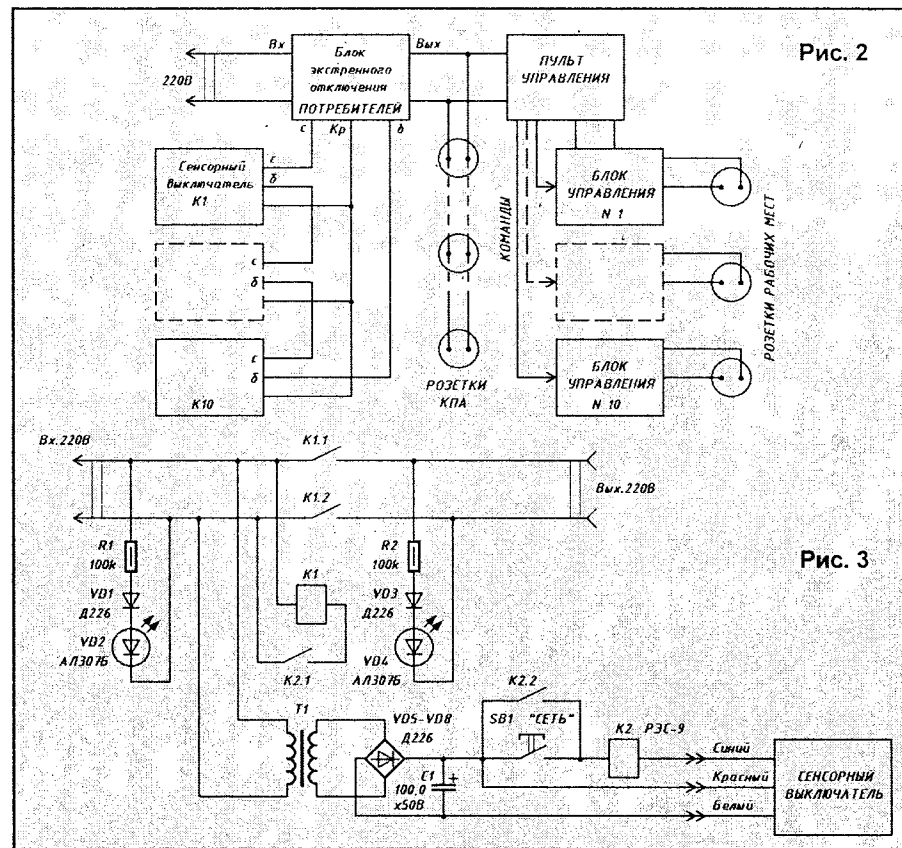 Рис. 2
Вх
Блок
экстренного
отключения
ПОТРЕБИТЕЛЕЙ
Вых
ПУЛЬТ
УПРАВЛЕНИЯ
220В
с
Кр
б
Сенсорный
выключатель
К1
с
б
КОМАНДЫ
БЛОК
УПРАВЛЕНИЯ
N 1
с
б
РОЗЕТКИ РАБОЧИХ МЕСТ
К10
с
б
РОЗЕТКИ
КПА
БЛОК
УПРАВЛЕНИЯ
N 10
Вх.220В
К1.1
К1.2
Вых.220В
Рис. 3
R1
100k
VD1
Д226
VD2
АЛ307Б
К1
К2.1
R2
100k
VD3
Д226
VD4
АЛ307Б
Т1
VD5-VD8
Д226
С1
100,0
х50В
К2.2
SB1 "СЕТЬ"
К2 РЭС-9
Синий
Красный
Белый
СЕНСОРНЫЙ
ВЫКЛЮЧАТЕЛЬ